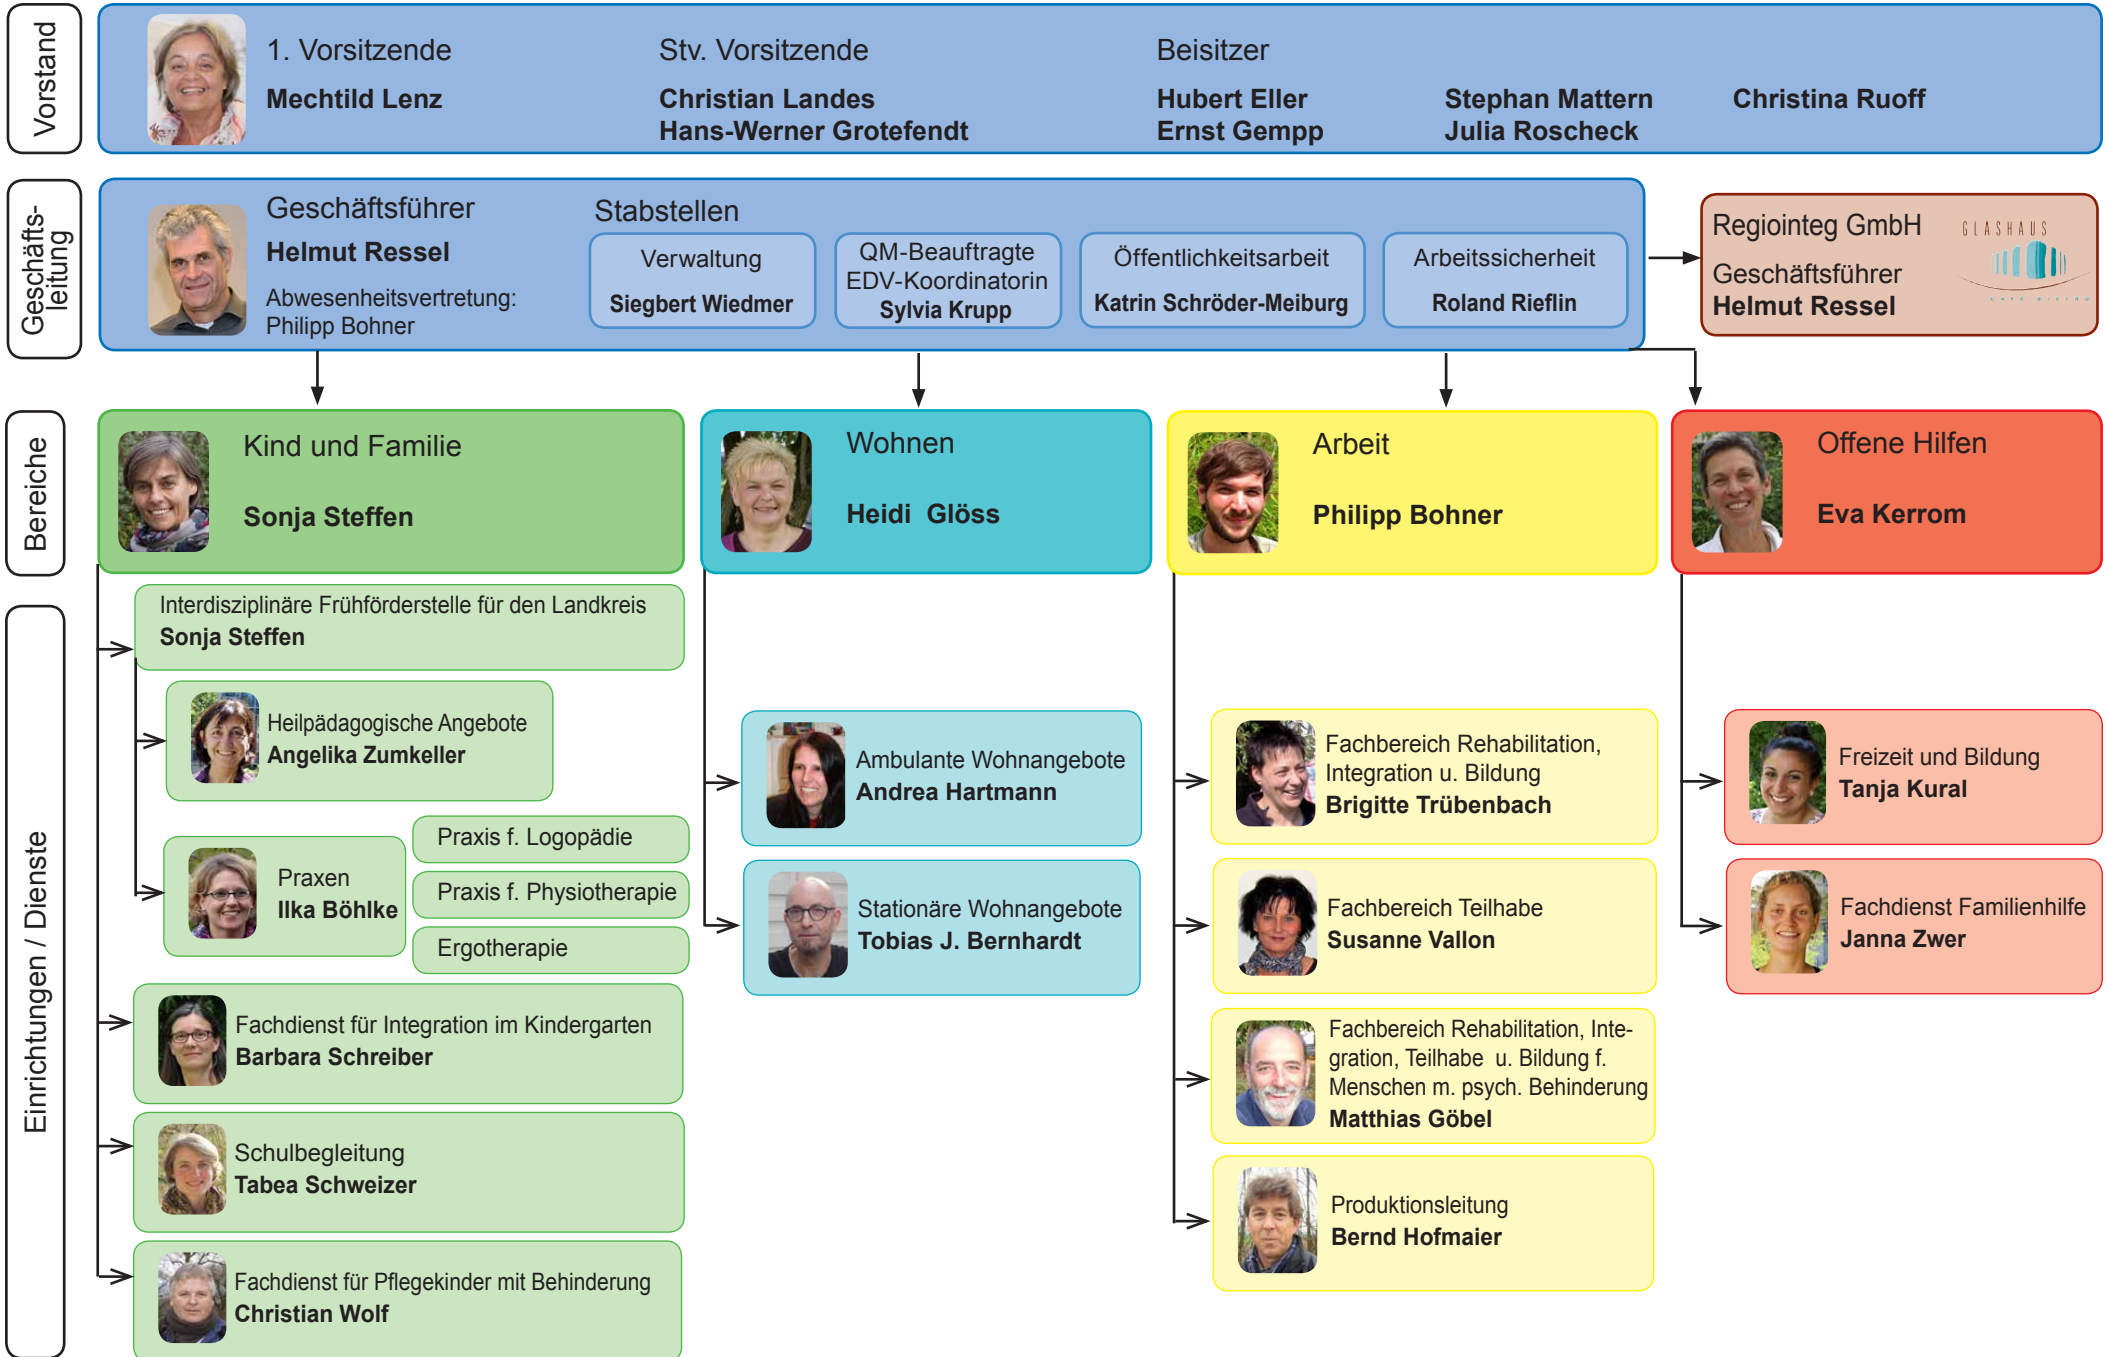 Vorstand
1. Vorsitzende
Mechtild Lenz
Stv. Vorsitzende
Christian Landes
Hans-Werner Grotefendt
Beisitzer
Hubert Eller
Ernst Gempp
Stephan Mattern
Julia Roscheck
Christina Ruoff
Geschäfts-
leitung
Geschäftsführer
Helmut Ressel
Abwesenheitsvertretung:
Philipp Bohner
Stabstellen
Verwaltung
Siegbert Wiedmer
QM-Beauftragte
EDV-Koordinatorin
Sylvia Krupp
Öffentlichkeitsarbeit
Katrin Schröder-Meiburg
Arbeitssicherheit
Roland Rieflin
Regiointeg GmbH
Geschäftsführer
Helmut Ressel
GLASHAUS
CAFÉ BISTRO
Bereiche
Kind und Familie
Sonja Steffen
Wohnen
Heidi  Glöss
Arbeit
Philipp Bohner
Offene Hilfen
Eva Kerrom
Einrichtungen / Dienste
Interdisziplinäre Frühförderstelle für den Landkreis
Sonja Steffen
Heilpädagogische Angebote
Angelika Zumkeller
Praxen
Ilka Böhlke
Praxis f. Logopädie
Praxis f. Physiotherapie
Ergotherapie
Fachdienst für Integration im Kindergarten
Barbara Schreiber
Schulbegleitung
Tabea Schweizer
Fachdienst für Pflegekinder mit Behinderung
Christian Wolf
Ambulante Wohnangebote
Andrea Hartmann
Stationäre Wohnangebote
Tobias J. Bernhardt
Fachbereich Rehabilitation,
Integration u. Bildung
Brigitte Trübenbach
Fachbereich Teilhabe
Susanne Vallon
Fachbereich Rehabilitation, Inte-
gration, Teilhabe  u. Bildung f.
Menschen m. psych. Behinderung
Matthias Göbel
Produktionsleitung
Bernd Hofmaier
Freizeit und Bildung
Tanja Kural
Fachdienst Familienhilfe
Janna Zwer